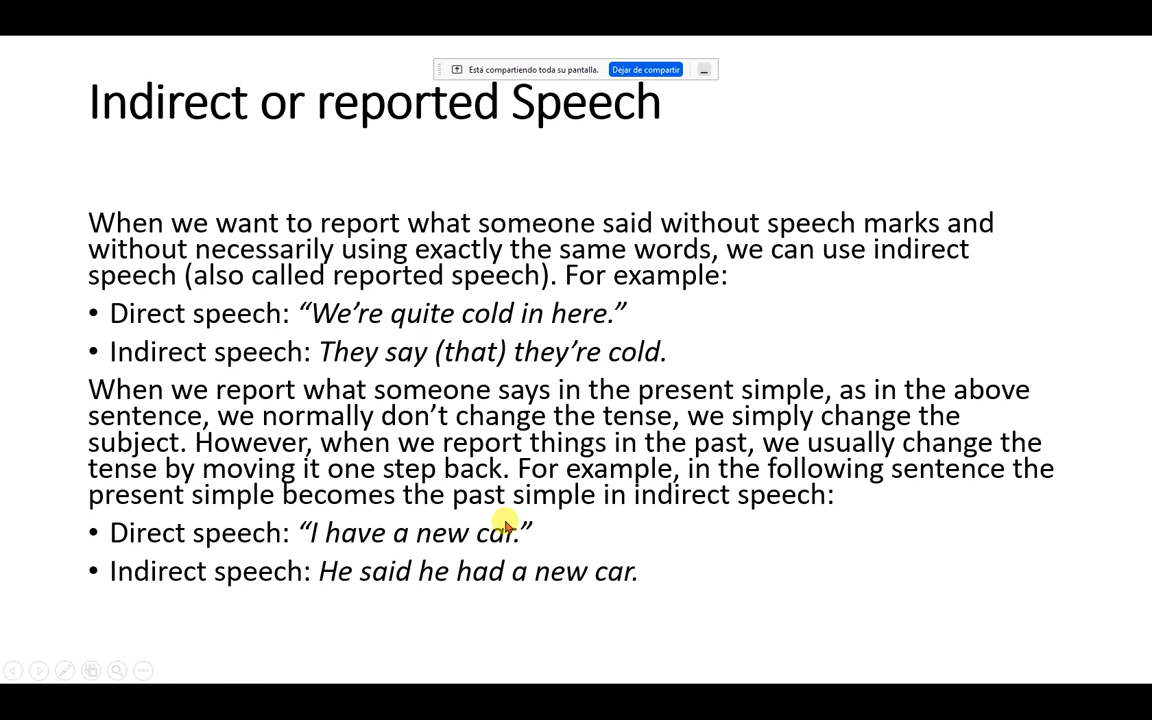 Está compartiendo toda su pantalla. Dejar de compartir
Indirect or reported Speech
When we want to report what someone said without speech marks and
without necessarily using exactly the same words, we can use indirect
speech (also called reported speech). For example:
• Direct speech: “We’re quite cold in here.”
• Indirect speech: They say (that) they’re cold.
When we report what someone says in the present simple, as in the above
sentence, we normally don’t change the tense, we simply change the
subject. However, when we report things in the past, we usually change the
tense by moving it one step back. For example, in the following sentence the
present simple becomes the past simple in indirect speech:
• Direct speech: “I have a new car.”
• Indirect speech: He said he had a new car.